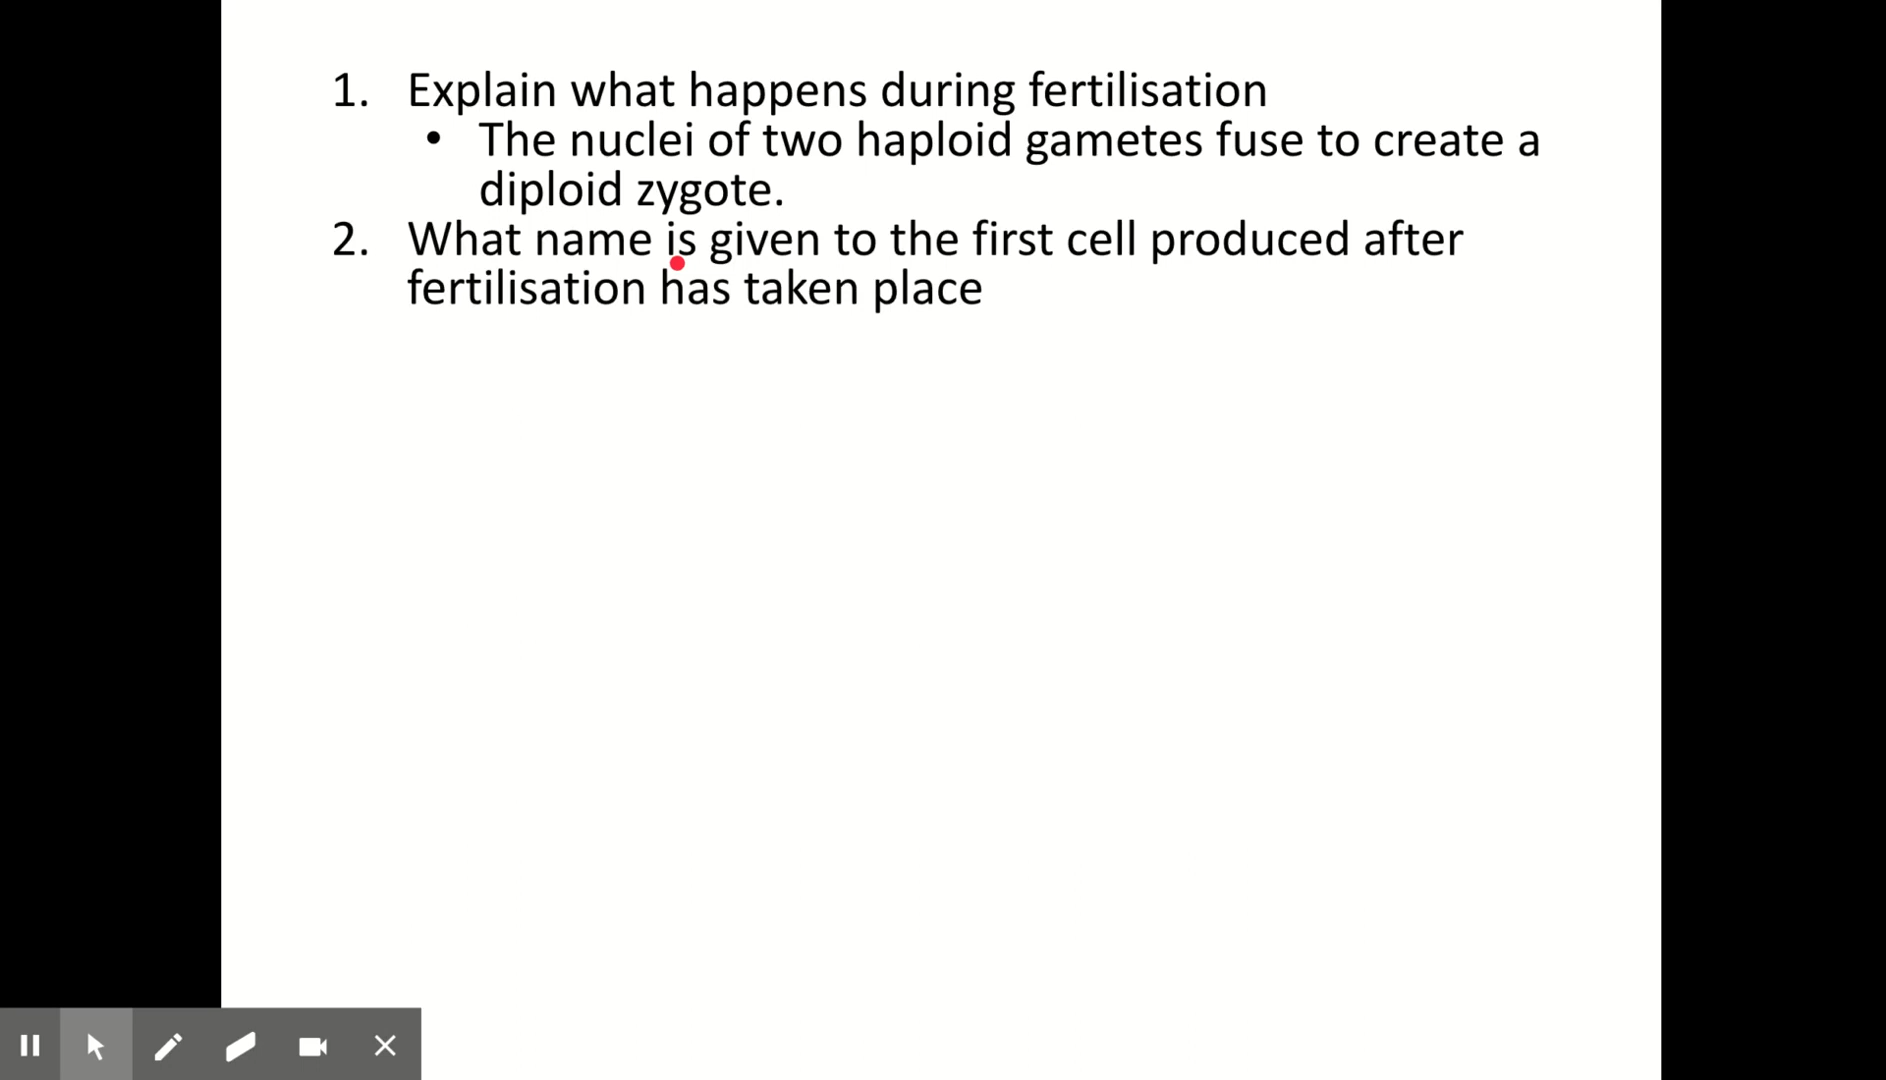 1. Explain what happens during fertilisation
• The nuclei of two haploid gametes fuse to create a
diploid zygote.
2. What name is given to the first cell produced after
fertilisation has taken place